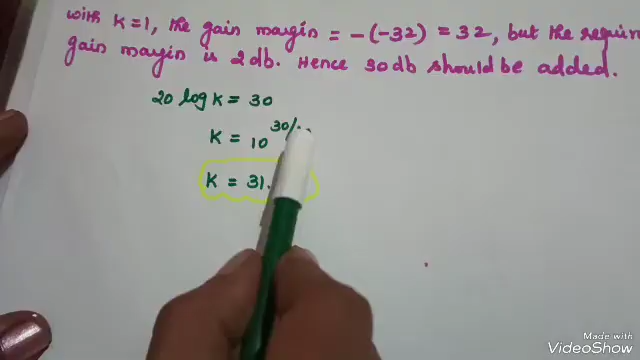 with K=1, the gain margin = -(-32) = 32, but the
gain margin is 2db. Hence 30db should be added.
20 log K = 30
K = 10^30/
K = 31.
Made with
VideoShow